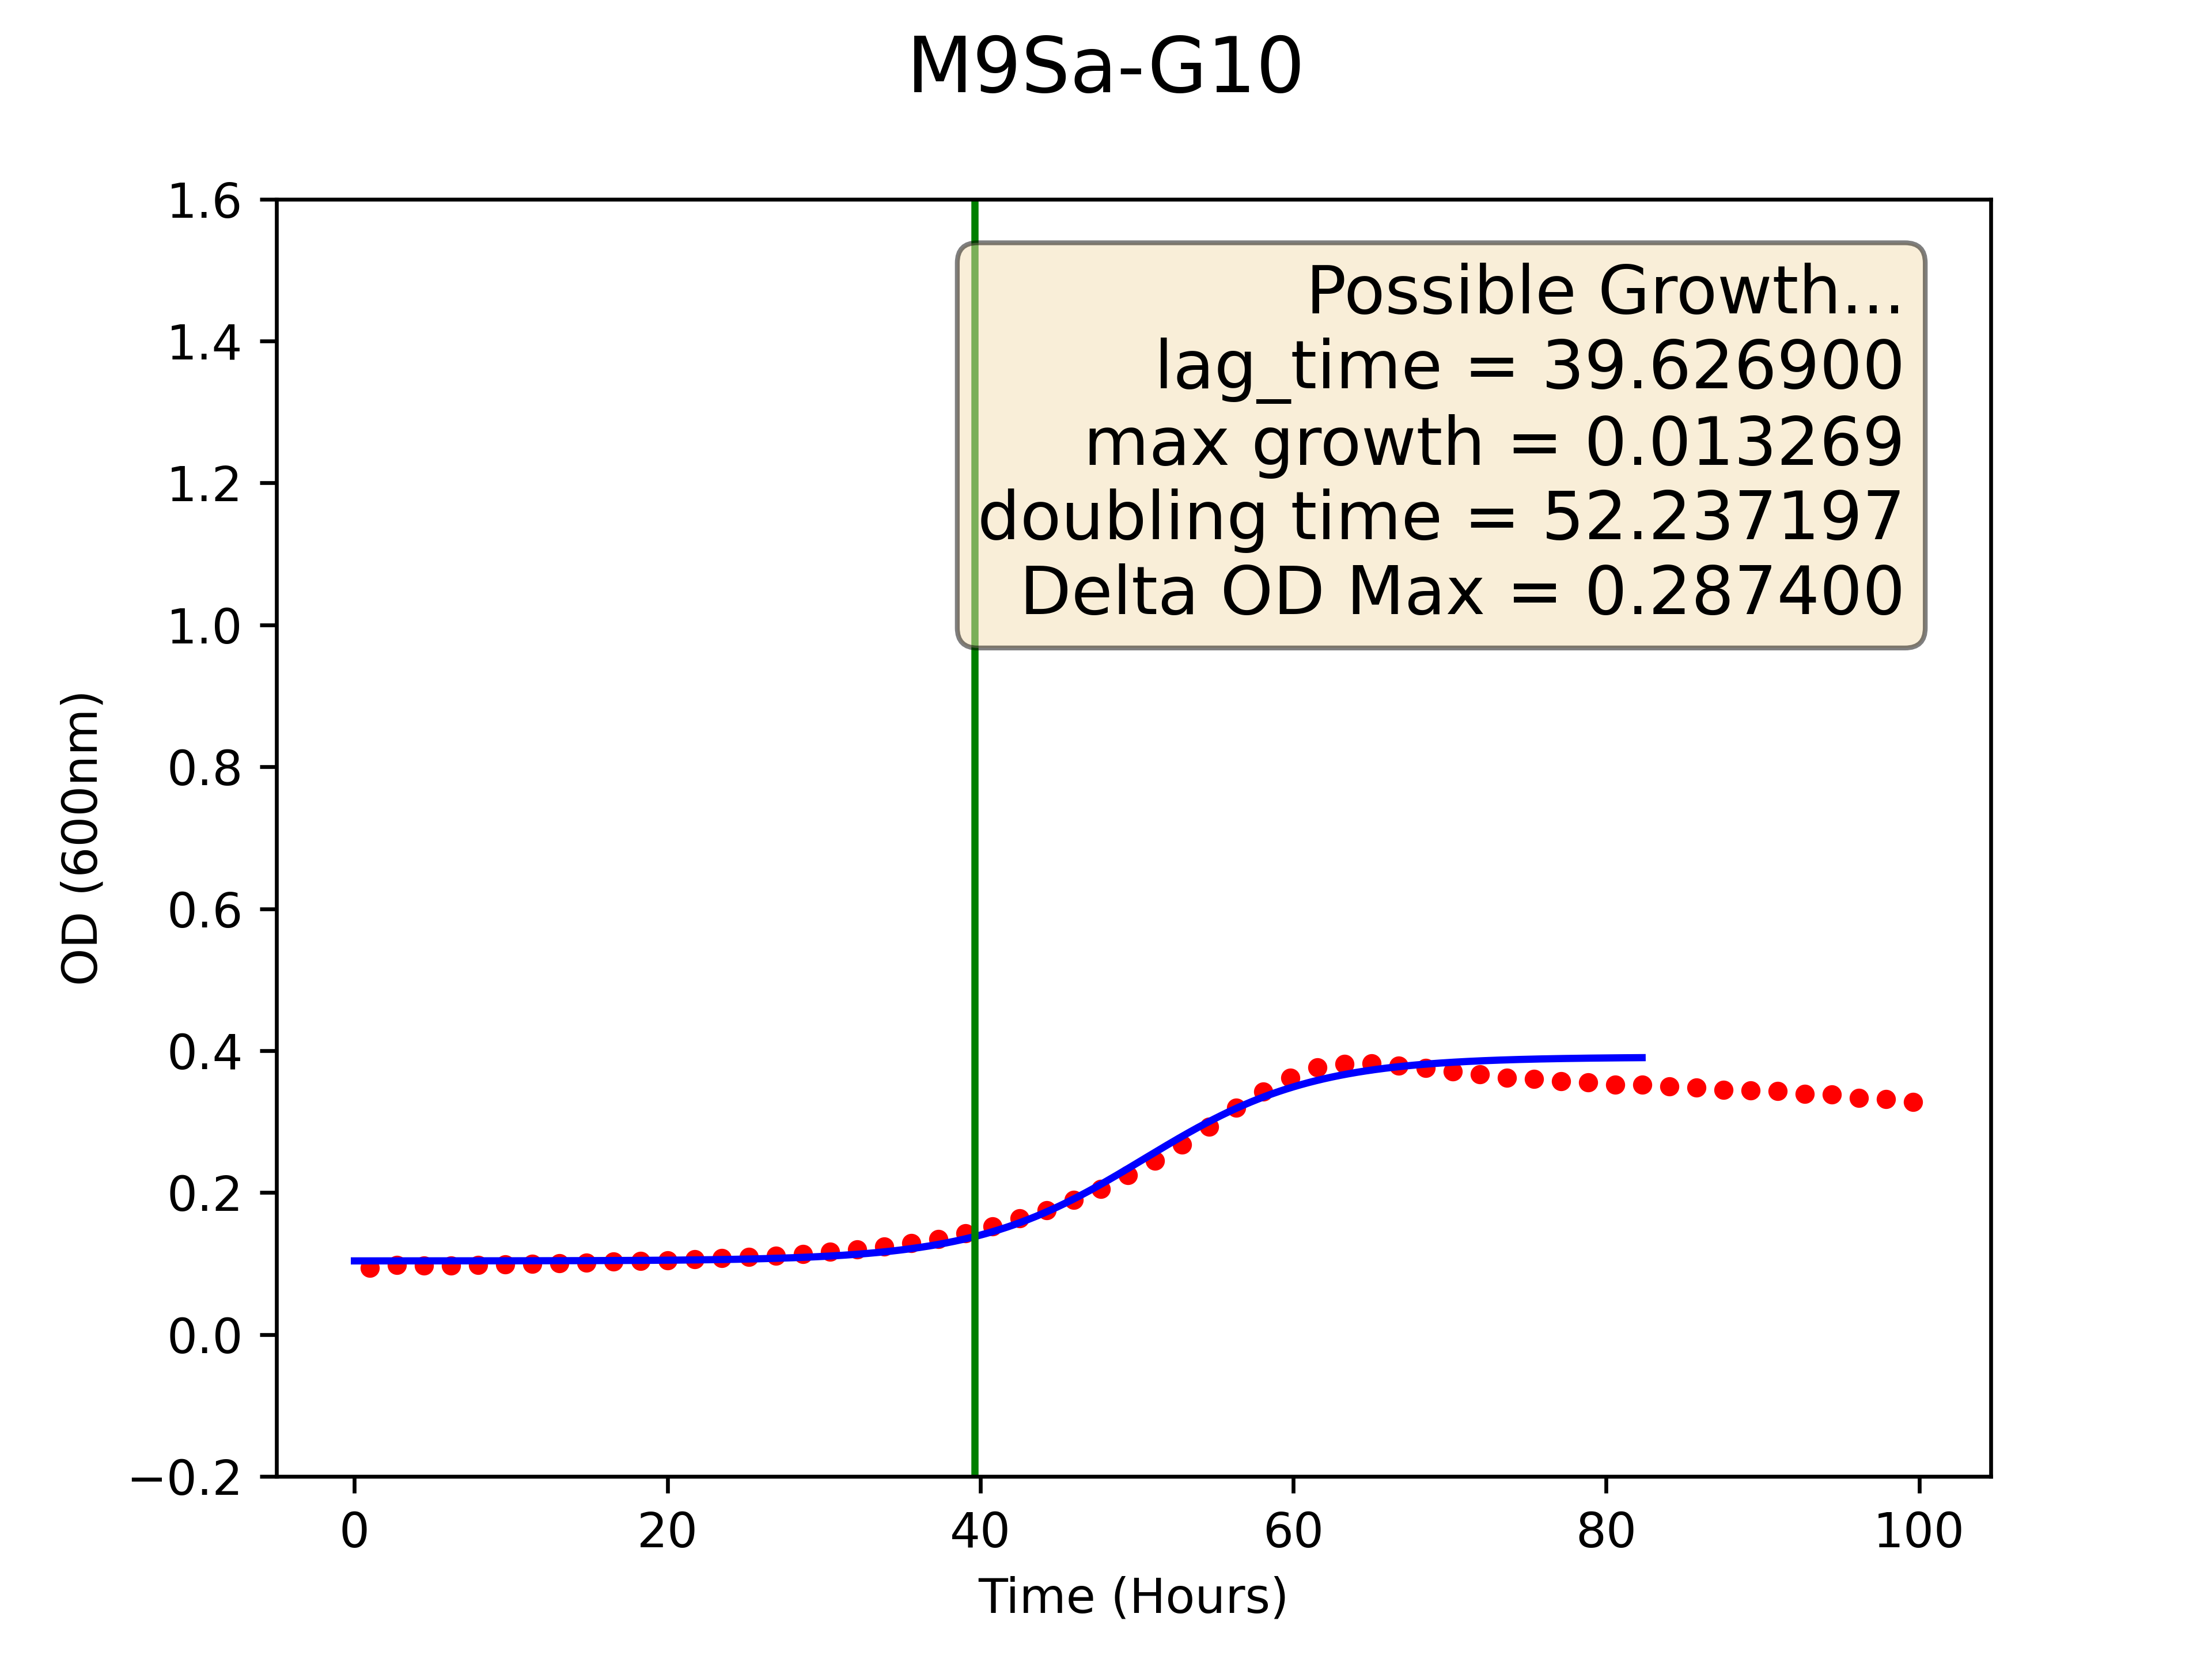 M9Sa-G10
1.6
1.4
1.2
1.0
0.8
0.6
0.4
0.2
0.0
−0.2
OD (600nm)
Possible Growth...
lag_time = 39.626900
max growth = 0.013269
doubling time = 52.237197
Delta OD Max = 0.287400
0 20 40 60 80 100
Time (Hours)